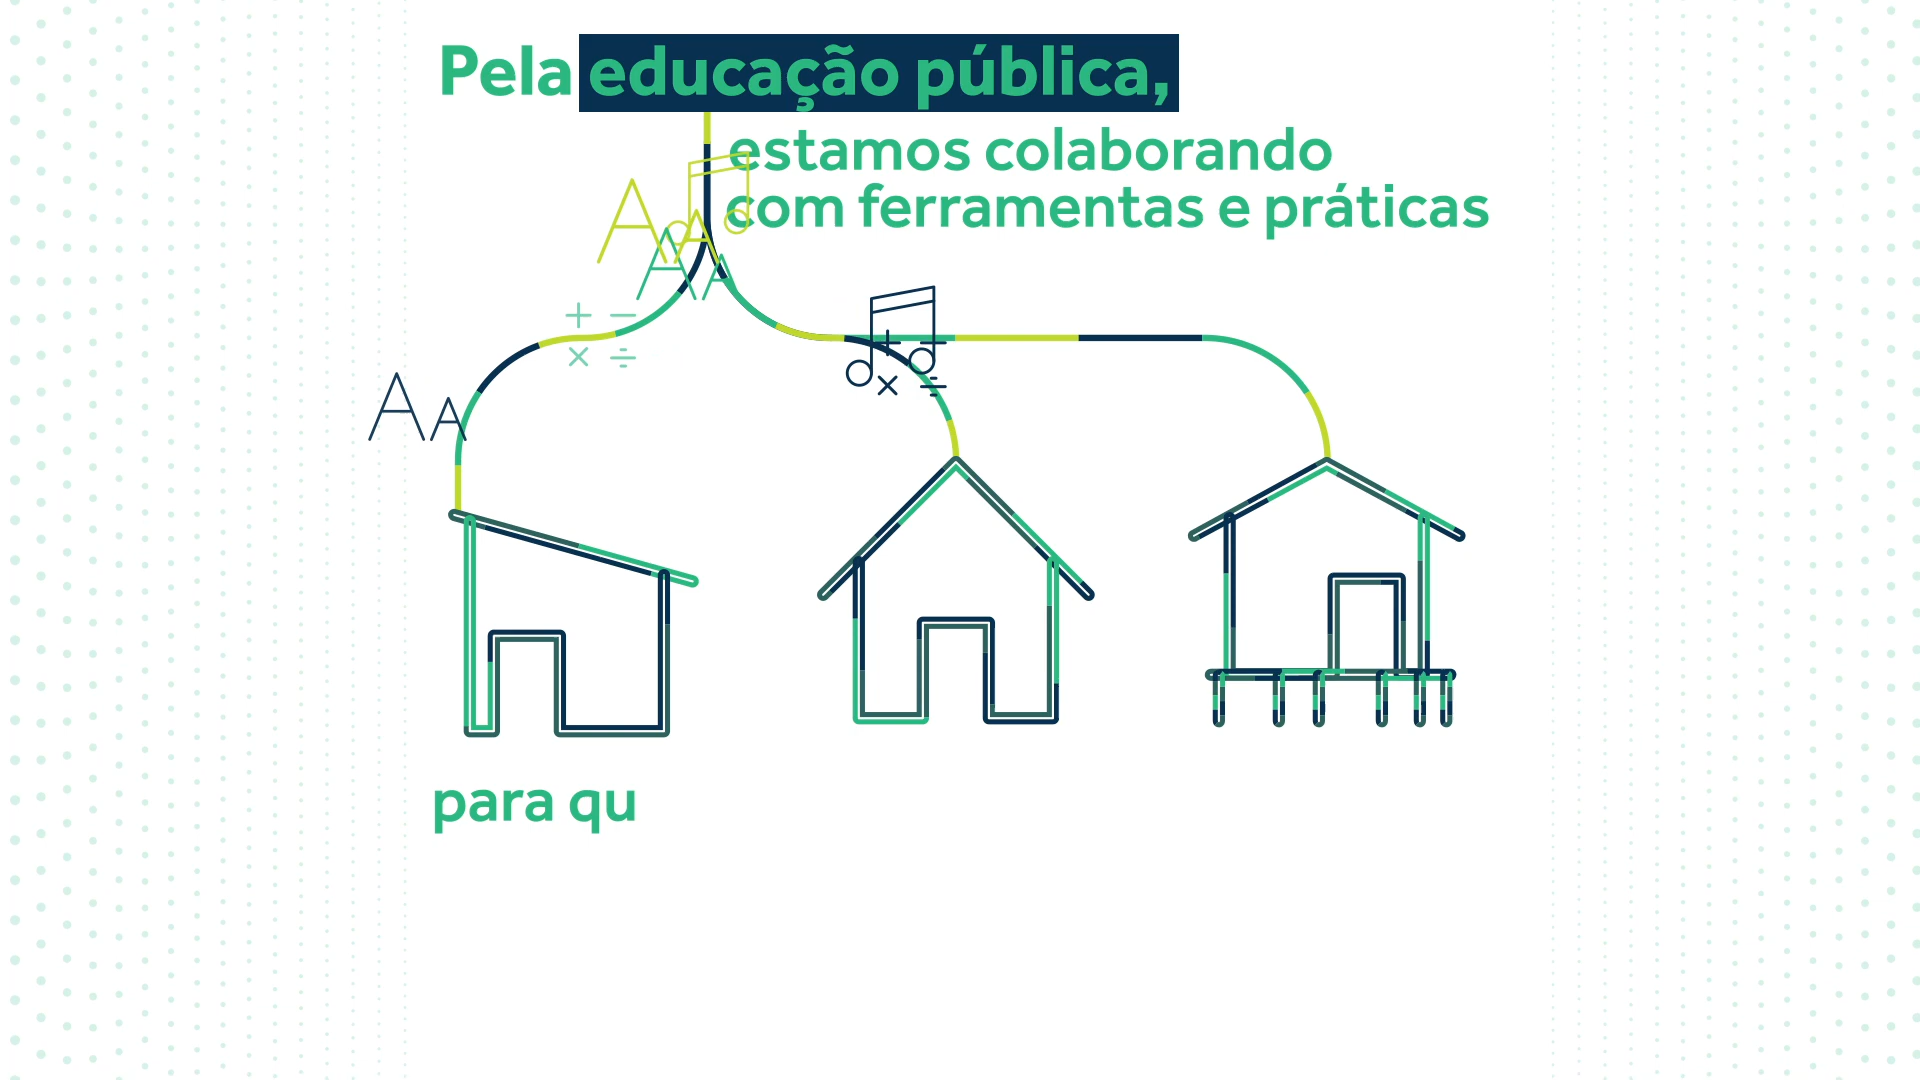 Pela educação pública,
estamos colaborando
com ferramentas e práticas
A A
A A
+ −
× ÷
+ −
× ÷
A A
para qu